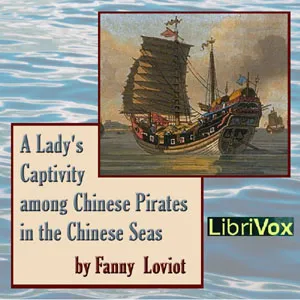 A Lady's
Captivity
among Chinese Pirates
in the Chinese Seas
by Fanny Loviot
LibriVox